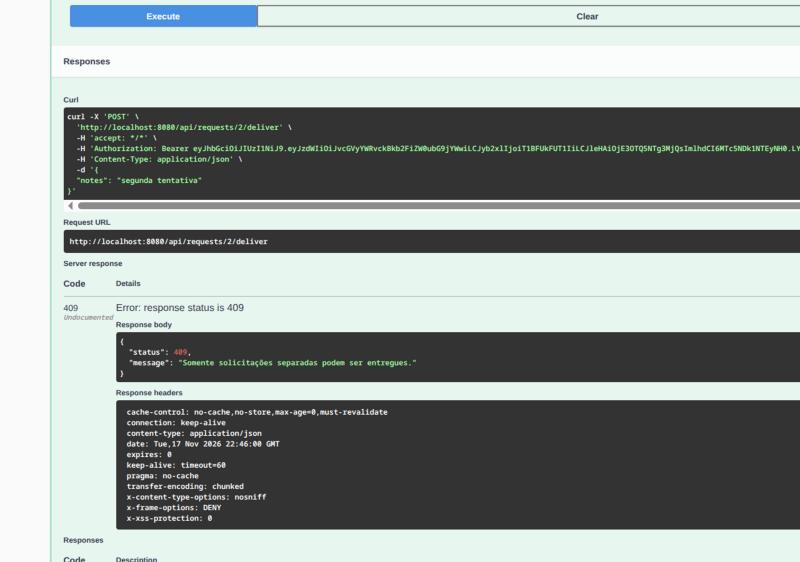 Execute
Clear
Responses
Curl
curl -X 'POST' \
'http://localhost:8080/api/requests/2/deliver' \
-H 'accept: */*' \
-H 'Authorization: Bearer
-H 'Content-Type: application/json' \
-d '{
"notes": "segunda tentativa"
}'
Request URL
http://localhost:8080/api/requests/2/deliver
Server response
Code Details
409 Error: response status is 409
Undocumented
Response body
{
"status": 409,
"message": "Somente solicitações separadas podem ser entregues."
}
Response headers
cache-control: no-cache,no-store,max-age=0,must-revalidate
connection: keep-alive
content-type: application/json
date: Tue,17 Nov 2026 22:46:00 GMT
expires: 0
keep-alive: timeout=60
pragma: no-cache
transfer-encoding: chunked
x-content-type-options: nosniff
x-frame-options: DENY
x-xss-protection: 0
Responses
Code Description